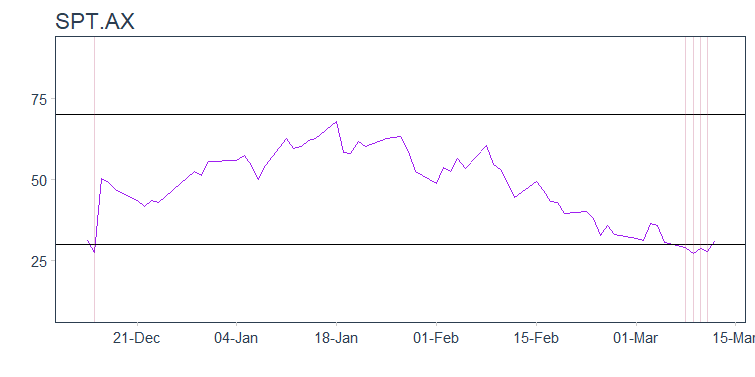 SPT.AX
75
50
25
21-Dec
04-Jan
18-Jan
01-Feb
15-Feb
01-Mar
15-Mar